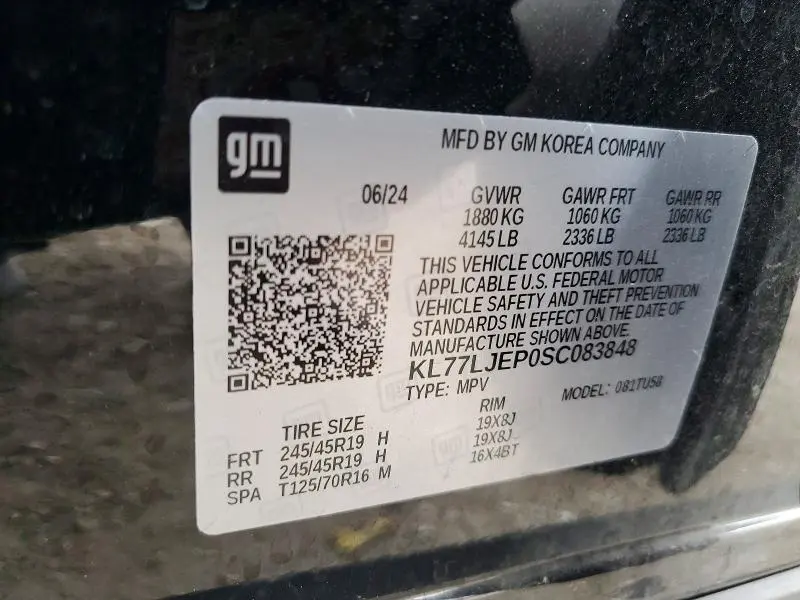 gm
MFD BY GM KOREA COMPANY
06/24 GVWR GAWR FRT GAWR RR
1880 KG 1060 KG 1060 KG
4145 LB 2336 LB 2336 LB
THIS VEHICLE CONFORMS TO ALL
APPLICABLE U.S. FEDERAL MOTOR
VEHICLE SAFETY AND THEFT PREVENTION
STANDARDS IN EFFECT ON THE DATE OF
MANUFACTURE SHOWN ABOVE.
KL77LJEP0SC083848
TYPE: MPV MODEL: 081TU58
TIRE SIZE RIM
FRT 245/45R19 H 19X8J
RR 245/45R19 H 19X8J
SPA T125/70R16 M 16X4BT